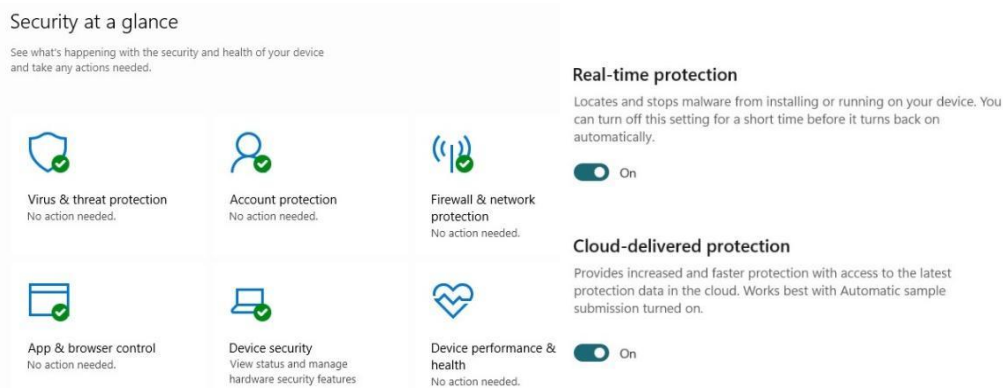 Security at a glance
See what's happening with the security and health of your device
and take any actions needed.
Virus & threat protection
No action needed.
Account protection
No action needed.
Firewall & network
protection
No action needed.
App & browser control
No action needed.
Device security
View status and manage
hardware security features
Device performance &
health
No action needed.
Real-time protection
Locates and stops malware from installing or running on your device. You
can turn off this setting for a short time before it turns back on
automatically.
On
Cloud-delivered protection
Provides increased and faster protection with access to the latest
protection data in the cloud. Works best with Automatic sample
submission turned on.
On